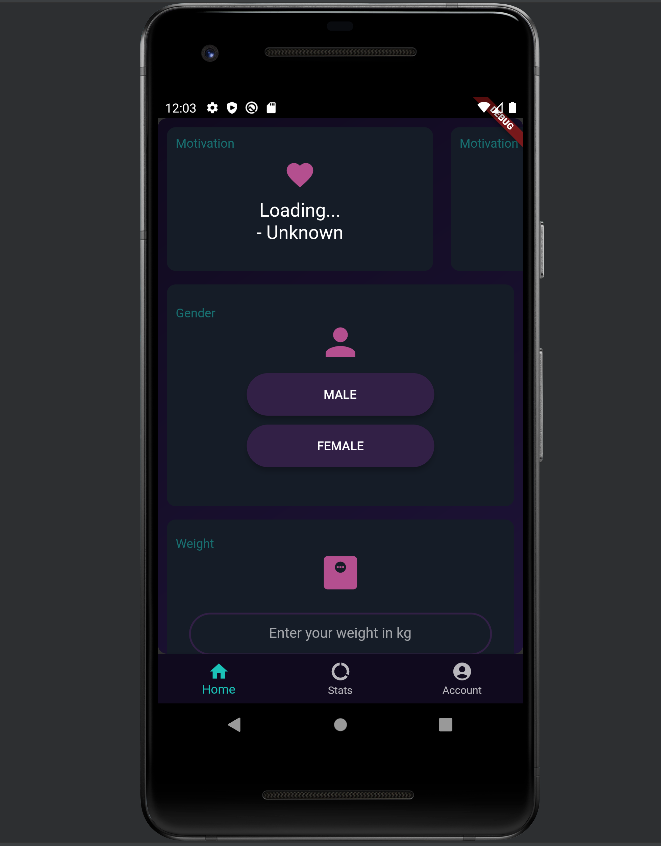 12:03
DEBUG
Motivation
Motivation
Loading...
- Unknown
Gender
MALE
FEMALE
Weight
Enter your weight in kg
Home
Stats
Account